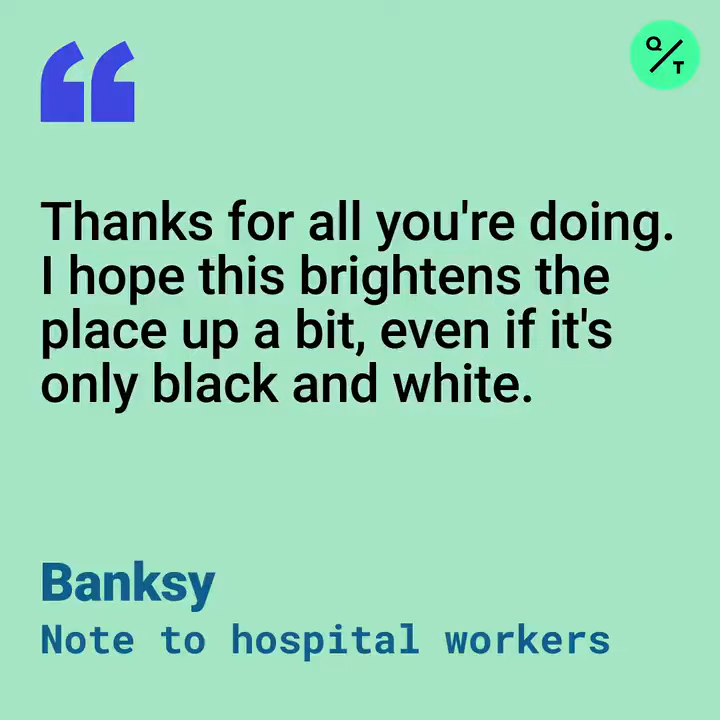 Q/T
Thanks for all you're doing.
I hope this brightens the
place up a bit, even if it's
only black and white.
Banksy
Note to hospital workers